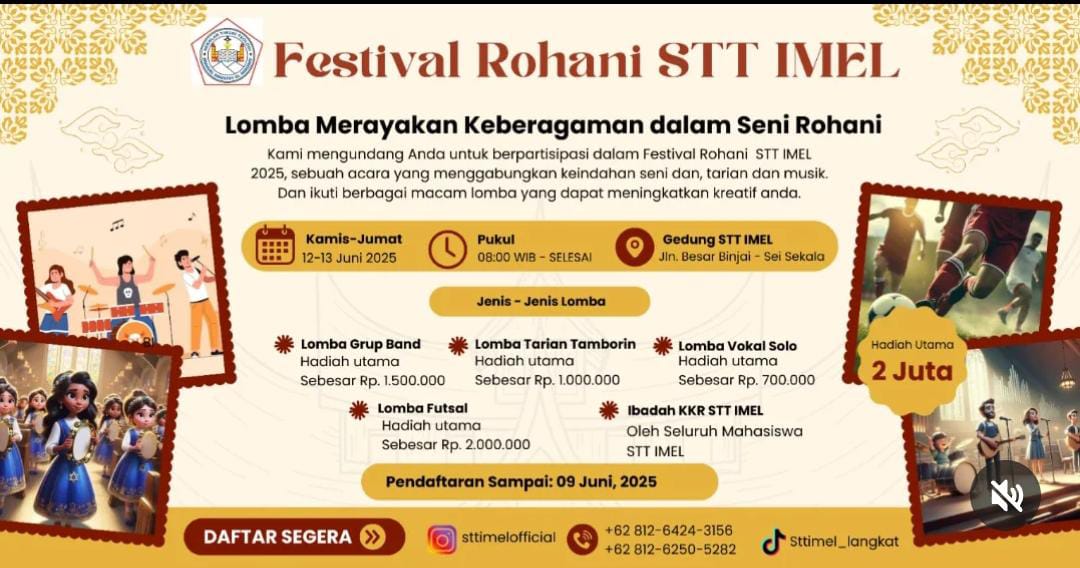 Festival Rohani STT IMEL
Lomba Merayakan Keberagaman dalam Seni Rohani
Kami mengundang Anda untuk berpartisipasi dalam Festival Rohani STT IMEL
2025, sebuah acara yang menggabungkan keindahan seni dan, tarian dan musik.
Dan ikuti berbagai macam lomba yang dapat meningkatkan kreatif anda.
Kamis-Jumat
12-13 Juni 2025
Pukul
08:00 WIB - SELESAI
Gedung STT IMEL
Jln. Besar Binjai - Sei Sekala
Jenis - Jenis Lomba
Lomba Grup Band
Hadiah utama
Sebesar Rp. 1.500.000
Lomba Tarian Tamborin
Hadiah utama
Sebesar Rp. 1.000.000
Lomba Vokal Solo
Hadiah utama
Sebesar Rp. 700.000
Hadiah Utama
2 Juta
Lomba Futsal
Hadiah utama
Sebesar Rp. 2.000.000
Ibadah KKR STT IMEL
Oleh Seluruh Mahasiswa
STT IMEL
Pendaftaran Sampai: 09 Juni, 2025
DAFTAR SEGERA
sttimelofficial
+62 812-6424-3156
+62 812-6250-5282
Sttimel_langkat